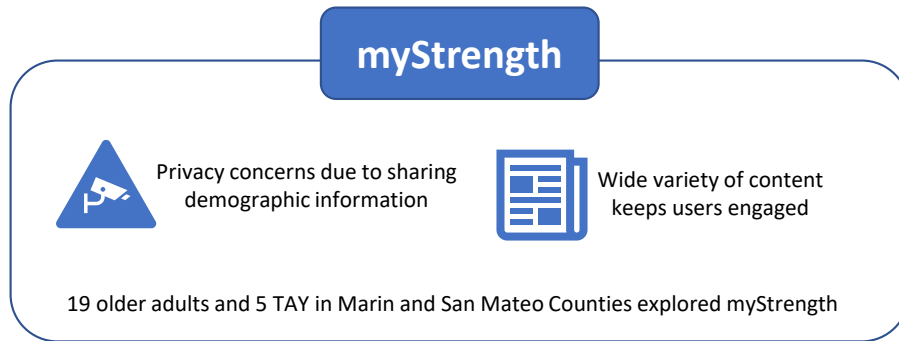 myStrength
Privacy concerns due to sharing
demographic information
Wide variety of content
keeps users engaged
19 older adults and 5 TAY in Marin and San Mateo Counties explored myStrength